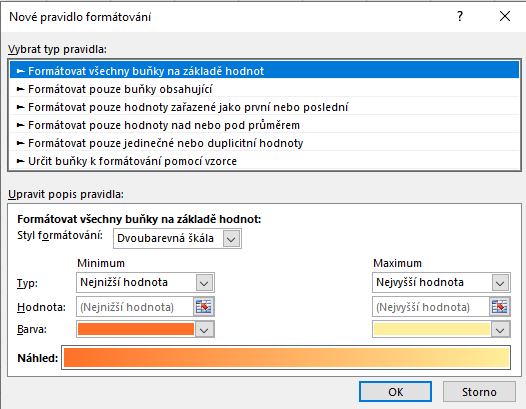 Nové pravidlo formátování
Vybrat typ pravidla:
► Formátovat všechny buňky na základě hodnot
► Formátovat pouze buňky obsahující
► Formátovat pouze hodnoty zařazené jako první nebo poslední
► Formátovat pouze hodnoty nad nebo pod průměrem
► Formátovat pouze jedinečné nebo duplicitní hodnoty
► Určit buňky k formátování pomocí vzorce
Upravit popis pravidla:
Formátovat všechny buňky na základě hodnot:
Styl formátování: Dvoubarevná škála
Minimum Maximum
Typ: Nejnižší hodnota Nejvyšší hodnota
Hodnota: (Nejnižší hodnota) (Nejvyšší hodnota)
Barva:
Náhled:
OK Storno